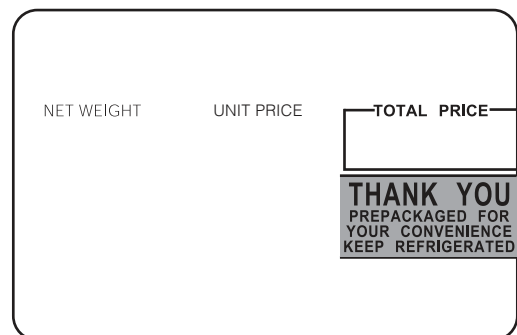 NET WEIGHT UNIT PRICE TOTAL PRICE
THANK YOU
PREPACKAGED FOR
YOUR CONVENIENCE
KEEP REFRIGERATED